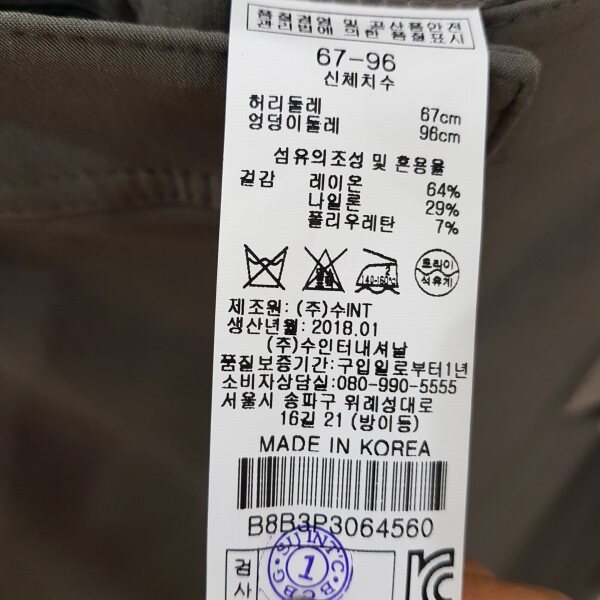 품질경영 및 공산품안전
관리법에 의한 품질표시
67-96
신체치수
허리둘레 67cm
엉덩이둘레 96cm
섬유의조성 및 혼용율
겉감 레이온 64%
나일론 29%
폴리우레탄 7%
140-160℃ 드라이
석유계
제조원: (주)수INT
생산년월: 2018.01
(주)수인터내셔날
품질보증기간:구입일로부터1년
소비자상담실:080-990-5555
서울시 송파구 위례성대로
16길 21 (방이동)
MADE IN KOREA
B8B3P3064560
검사
SUJ INT'C
1
BCBG